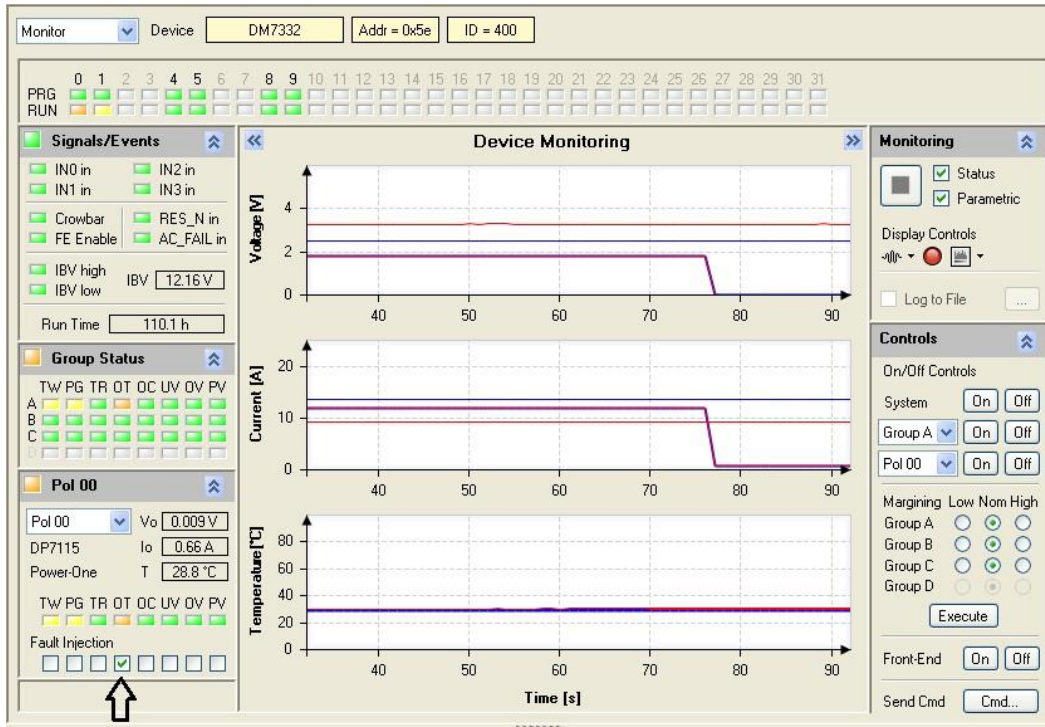 Monitor Device DM7332 Addr = 0x5e ID = 400
0 1 2 3 4 5 6 7 8 9 10 11 12 13 14 15 16 17 18 19 20 21 22 23 24 25 26 27 28 29 30 31
PRG
RUN
Signals/Events
IN0 in IN2 in
IN1 in IN3 in
Crowbar RES_N in
FE Enable AC_FAIL in
IBV high
IBV low
IBV 12.16 V
Run Time 110.1 h
Group Status
TW PG TR OT OC UV OV PV
A
B
C
D
Pol 00
Pol 00 Vo 0.009 V
DP7115 Io 0.66 A
Power-One T 28.8 °C
TW PG TR OT OC UV OV PV
Fault Injection
Device Monitoring
Voltage [V]
4
2
0
40 50 60 70 80 90
Current [A]
20
10
0
40 50 60 70 80 90
Temperature[°C]
80
60
40
20
0
40 50 60 70 80 90
Time [s]
Monitoring
Status
Parametric
Display Controls
Log to File ...
Controls
On/Off Controls
System On Off
Group A On Off
Pol 00 On Off
Margining Low Nom High
Group A
Group B
Group C
Group D
Execute
Front-End On Off
Send Cmd Cmd...